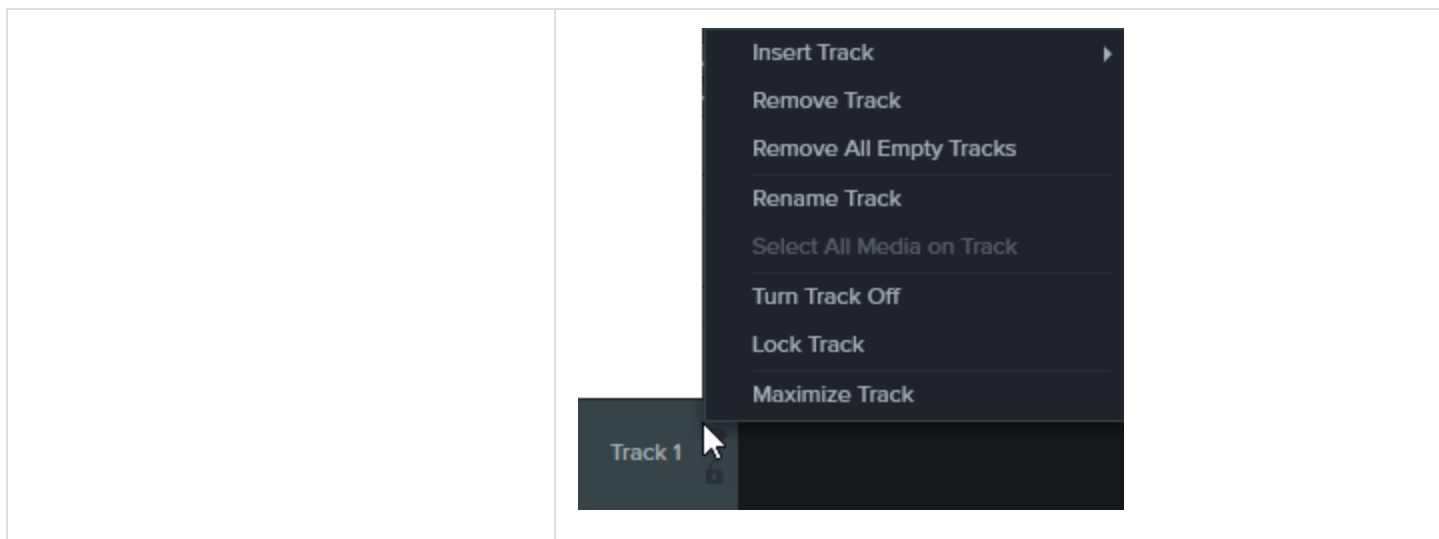 Insert Track
Remove Track
Remove All Empty Tracks
Rename Track
Select All Media on Track
Turn Track Off
Lock Track
Maximize Track
Track 1